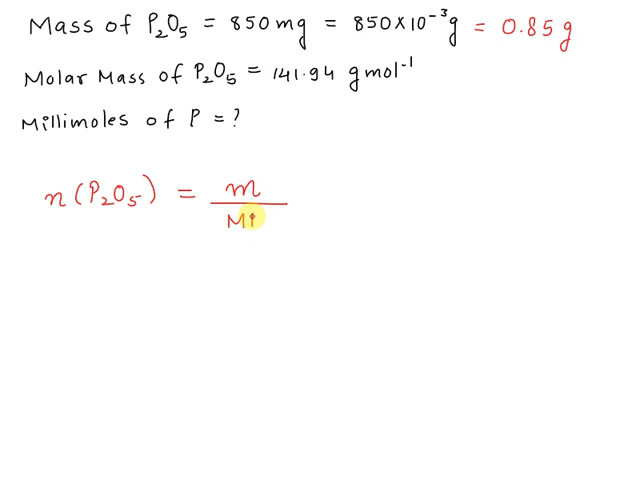 Mass of P₂O₅ = 850 mg = 850 × 10⁻³ g = 0.85 g
Molar Mass of P₂O₅ = 141.94 g mol⁻¹
Millimoles of P = ?
n (P₂O₅) = m